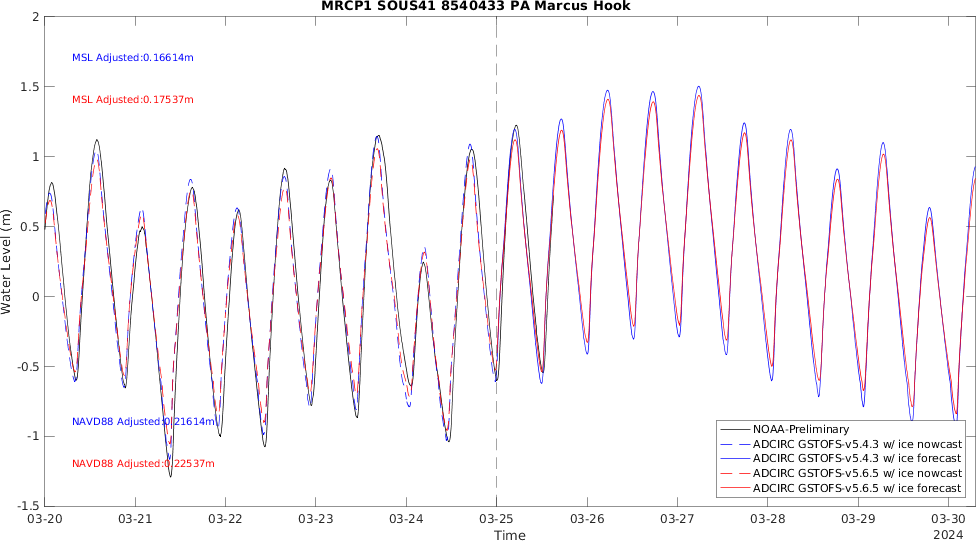 MRCP1 SOUS41 8540433 PA Marcus Hook
2
1.5
1
0.5
0
-0.5
-1
-1.5
Water Level (m)
MSL Adjusted:0.16614m
MSL Adjusted:0.17537m
NAVD88 Adjusted:0.21614m
NAVD88 Adjusted:0.22537m
NOAA-Preliminary
ADCIRC GSTOFS-v5.4.3 w/ ice nowcast
ADCIRC GSTOFS-v5.4.3 w/ ice forecast
ADCIRC GSTOFS-v5.6.5 w/ ice nowcast
ADCIRC GSTOFS-v5.6.5 w/ ice forecast
03-20 03-21 03-22 03-23 03-24 03-25 03-26 03-27 03-28 03-29 03-30
Time
2024